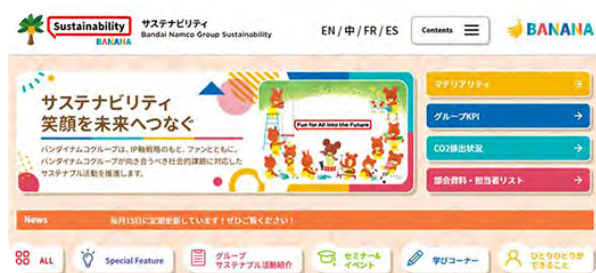 Sustainability
BANANA
サステナビリティ
Bandai Namco Group Sustainability
EN / 中 / FR / ES
Contents
BANANA
サステナビリティ
笑顔を未来へつなぐ
バンダイナムコグループは、IP軸戦略のもと、ファンとともに、
バンダイナムコグループが向き合うべき社会的課題に対応した
サステナブル活動を推進します。
Fun for All into the Future
マテリアリティ
グループKPI
CO2排出状況
部会資料・担当者リスト
News
毎月15日に定期更新しています!ぜひご覧ください!
ALL
Special Feature
グループ
サステナブル活動紹介
セミナー&
イベント
学びコーナー
ひとりひとりが
できること